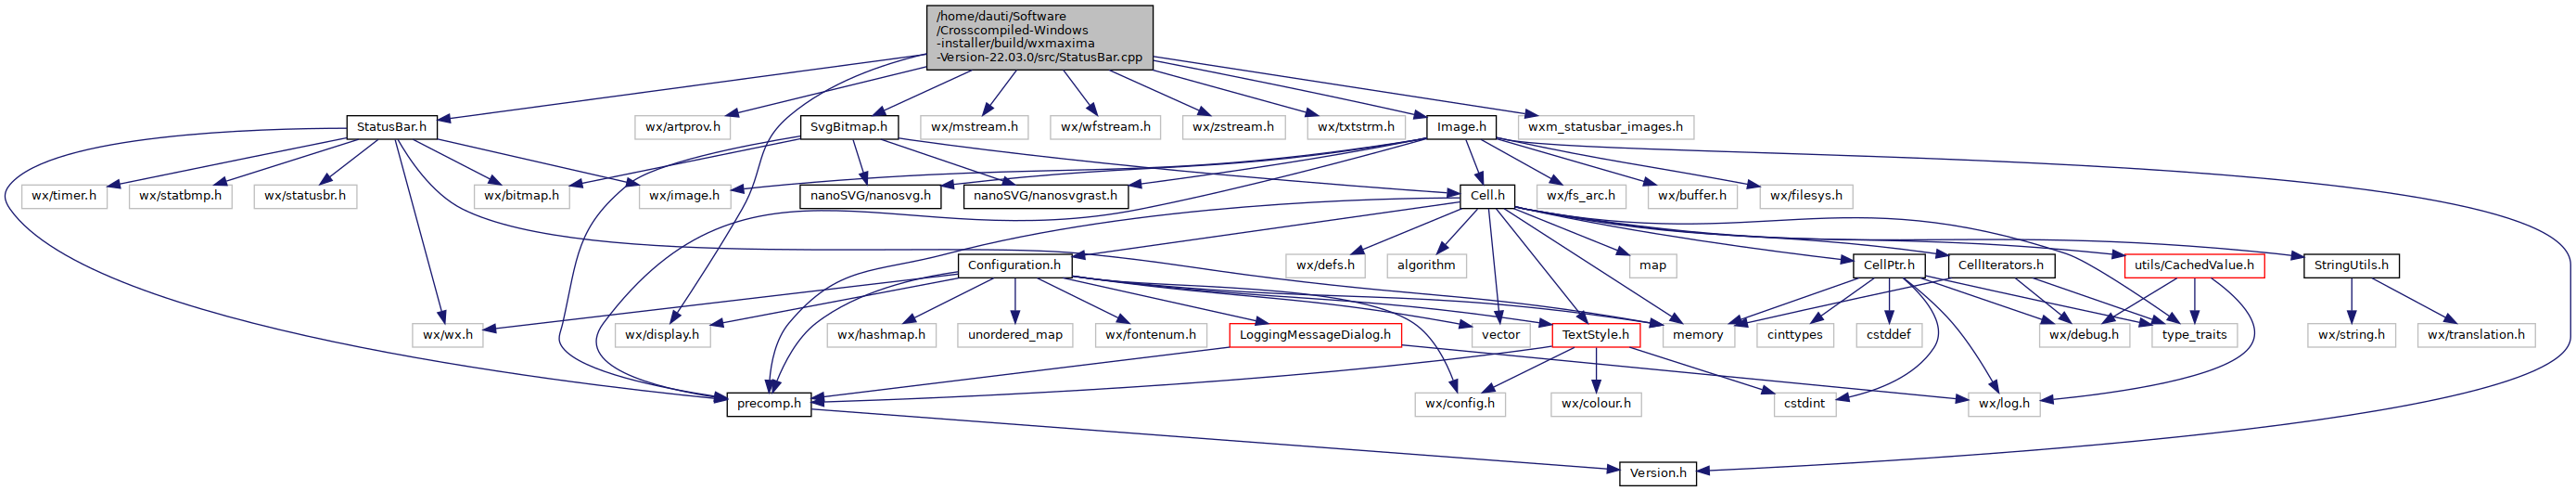 /home/dauti/Software
/Crosscompiled-Windows
-installer/build/wxmaxima
-Version-22.03.0/src/StatusBar.cpp
StatusBar.h
wx/artprov.h
SvgBitmap.h
wx/mstream.h
wx/wfstream.h
wx/zstream.h
wx/txtstrm.h
Image.h
wxm_statusbar_images.h
wx/timer.h
wx/statbmp.h
wx/statusbr.h
wx/bitmap.h
wx/image.h
nanoSVG/nanosvg.h
nanoSVG/nanosvgrast.h
Cell.h
wx/fs_arc.h
wx/buffer.h
wx/filesys.h
Configuration.h
wx/defs.h
algorithm
map
CellPtr.h
CellIterators.h
utils/CachedValue.h
StringUtils.h
wx/wx.h
wx/display.h
wx/hashmap.h
unordered_map
wx/fontenum.h
LoggingMessageDialog.h
vector
TextStyle.h
memory
cinttypes
cstddef
wx/debug.h
type_traits
wx/string.h
wx/translation.h
precomp.h
wx/config.h
wx/colour.h
cstdint
wx/log.h
Version.h